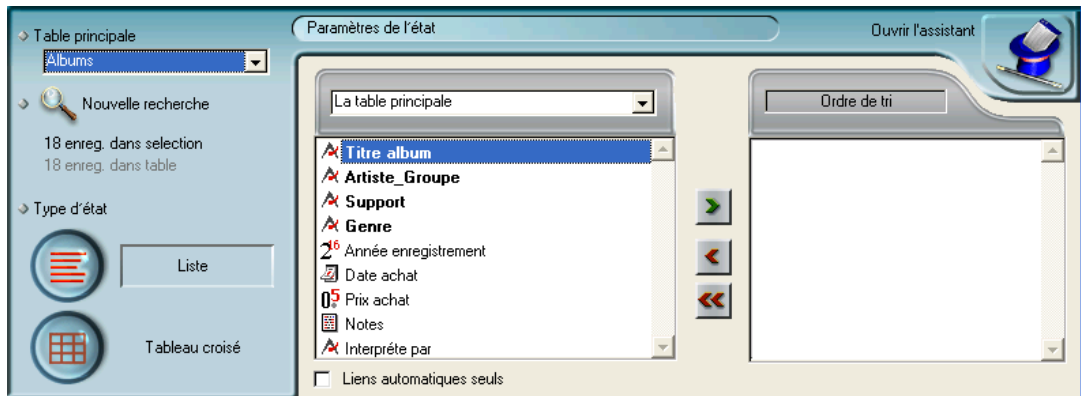 Table principale
Albums
Nouvelle recherche
18 enreg. dans selection
18 enreg. dans table
Type d'état
Liste
Tableau croisé
Paramètres de l'état
Ouvrir l'assistant
La table principale
Titre album
Artiste_Groupe
Support
Genre
Année enregistrement
Date achat
Prix achat
Notes
Interpréte par
Liens automatiques seuls
Ordre de tri